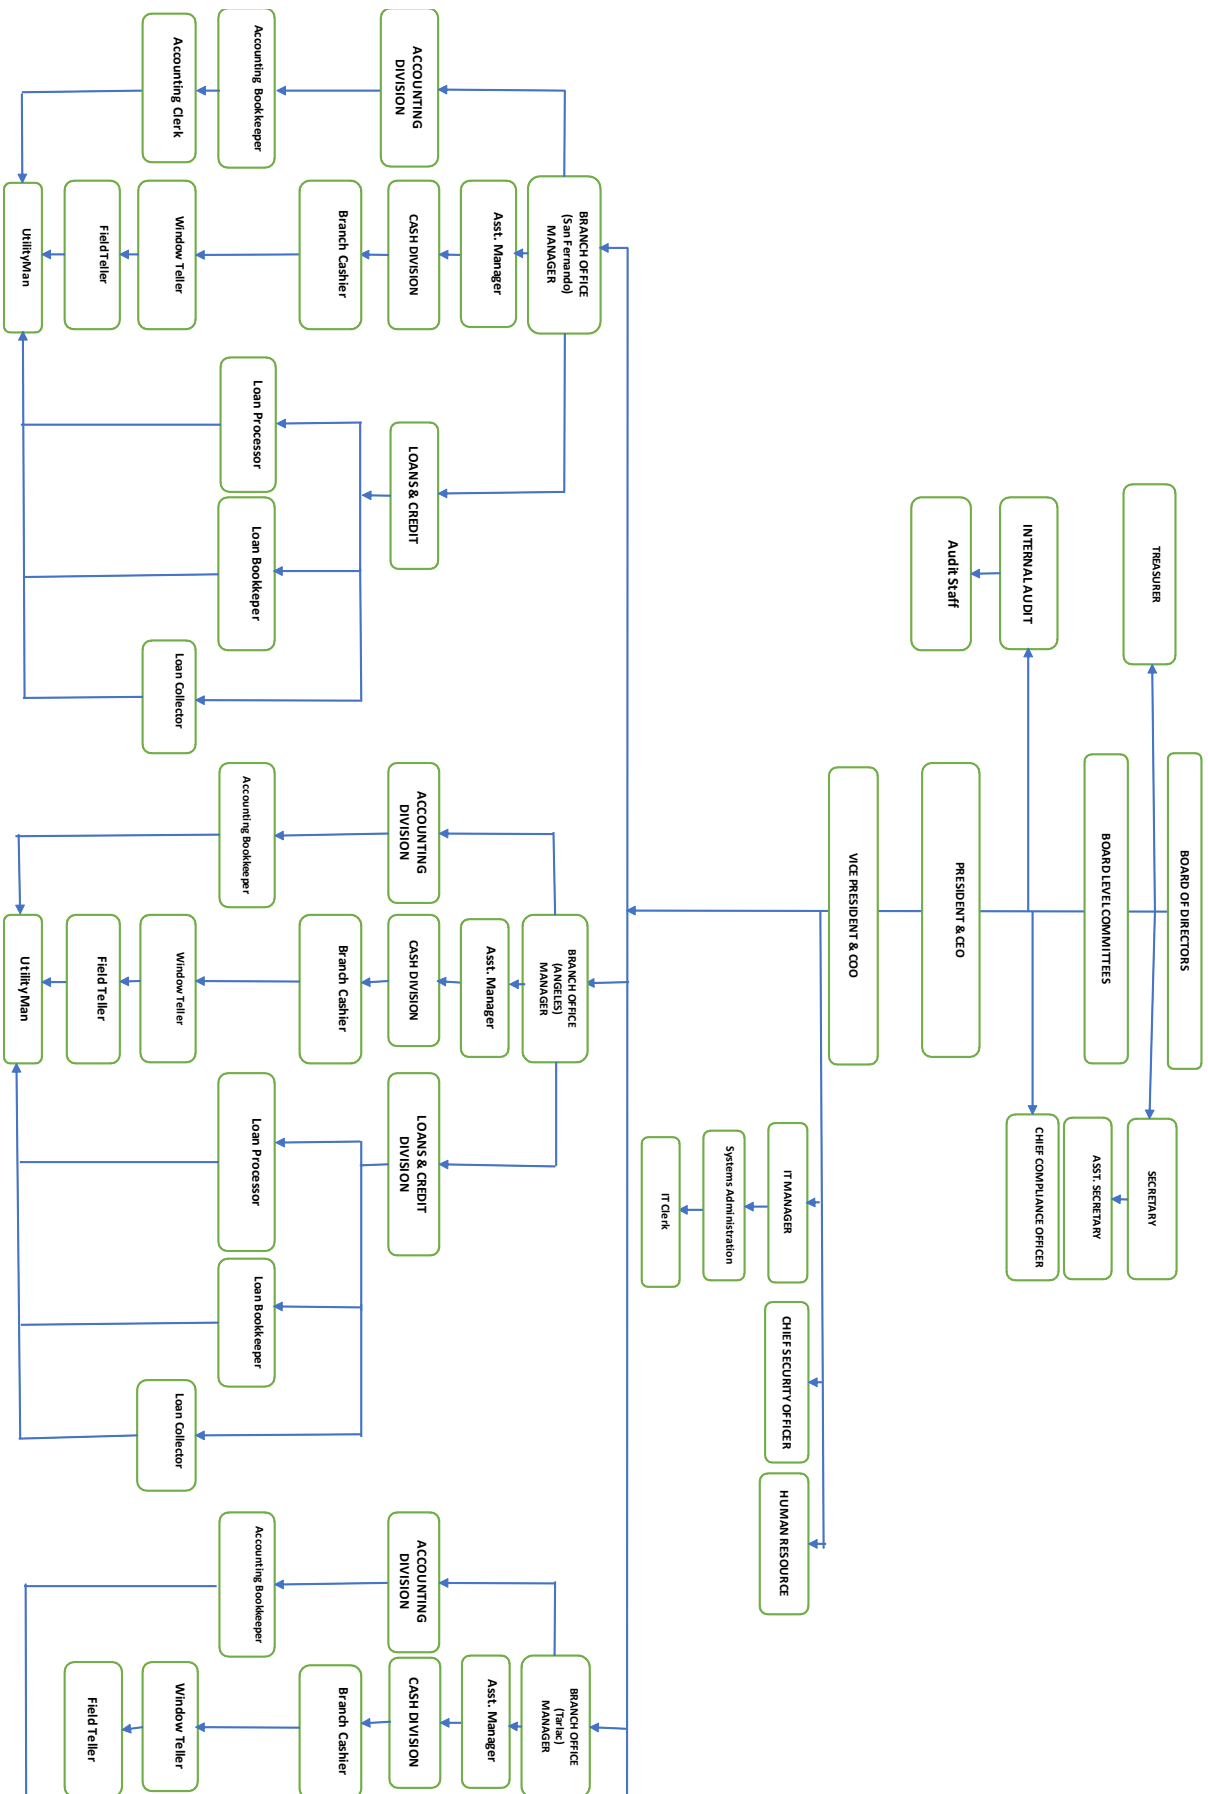 BOARD OF DIRECTORS
TREASURER
SECRETARY
BOARD LEVEL COMMITTEES
ASST. SECRETARY
INTERNAL AUDIT
CHIEF COMPLIANCE OFFICER
Audit Staff
PRESIDENT & CEO
VICE PRESIDENT & COO
IT MANAGER
CHIEF SECURITY OFFICER
HUMAN RESOURCE
Systems Administration
IT Clerk
BRANCH OFFICE
(San Fernando)
MANAGER
Asst. Manager
ACCOUNTING
DIVISION
CASH DIVISION
LOANS & CREDIT
Accounting Bookkeeper
Branch Cashier
Loan Processor
Loan Bookkeper
Accounting Clerk
Window Teller
Loan Collector
Field Teller
Utility Man
BRANCH OFFICE
(ANGELES)
MANAGER
Asst. Manager
ACCOUNTING
DIVISION
CASH DIVISION
LOANS & CREDIT
DIVISION
Accounting Bookkeeper
Branch Cashier
Loan Processor
Loan Bookkeeper
Window Teller
Loan Collector
Field Teller
Utility Man
BRANCH OFFICE
(Tarlac)
MANAGER
Asst. Manager
ACCOUNTING
DIVISION
CASH DIVISION
Accounting Bookkeeper
Branch Cashier
Window Teller
Field Teller